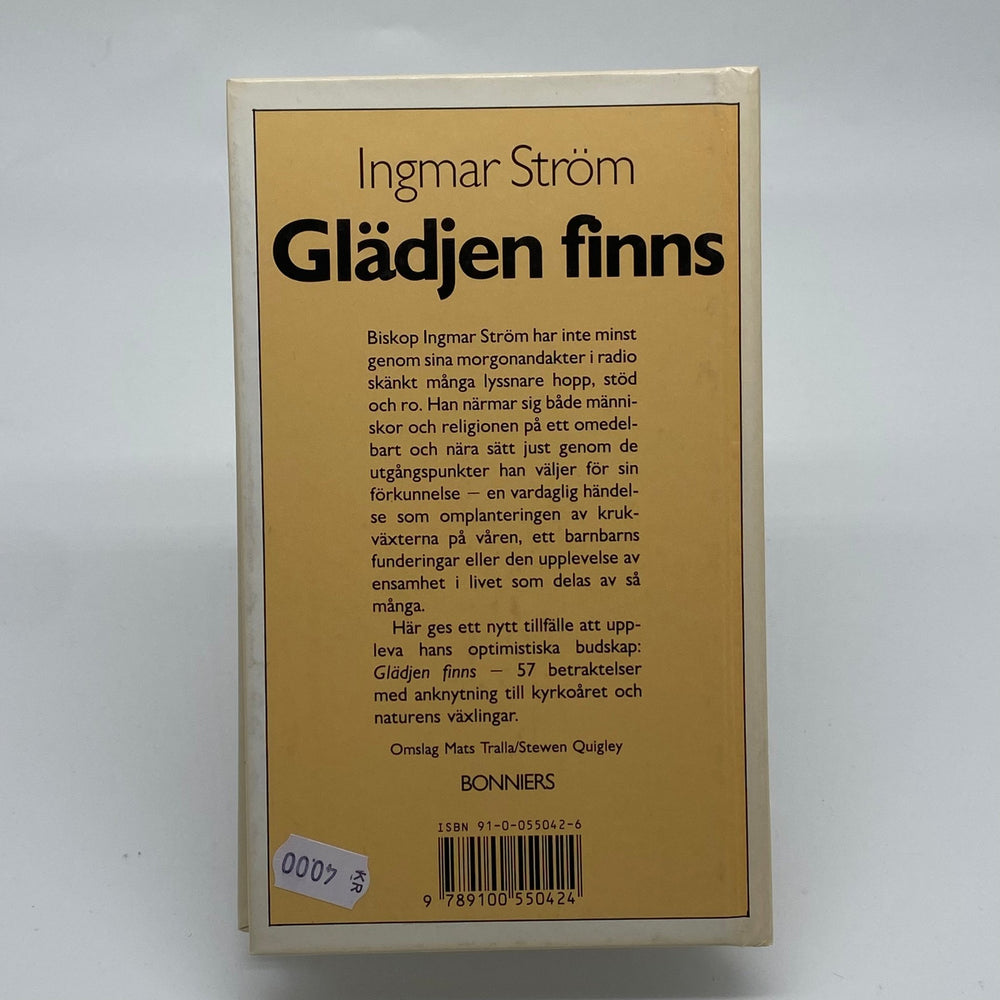 Ingmar Ström
Glädjen finns
Biskop Ingmar Ström har inte minst
genom sina morgonandakter i radio
skänkt många lyssnare hopp, stöd
och ro. Han närmar sig både männi-
skor och religionen på ett omedel-
bart och nära sätt just genom de
utgångspunkter han väljer för sin
förkunnelse – en vardaglig händel-
se som omplanteringen av kruk-
växterna på våren, ett barnbarns
funderingar eller den upplevelse av
ensamhet i livet som delas av så
många.
Här ges ett nytt tillfälle att upp-
leva hans optimistiska budskap:
Glädjen finns – 57 betraktelser
med anknytning till kyrkoåret och
naturens växlingar.
Omslag Mats Tralla/Stewen Quigley
BONNIERS
ISBN 91-0-055042-6
9 789100 550424
KR
40.00